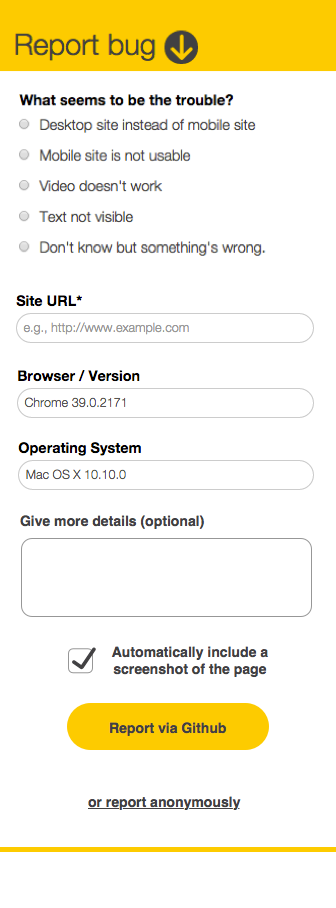 Report bug
What seems to be the trouble?
Desktop site instead of mobile site
Mobile site is not usable
Video doesn't work
Text not visible
Don't know but something's wrong.
Site URL*
e.g., http://www.example.com
Browser / Version
Chrome 39.0.2171
Operating System
Mac OS X 10.10.0
Give more details (optional)
Automatically include a
screenshot of the page
Report via Github
or report anonymously